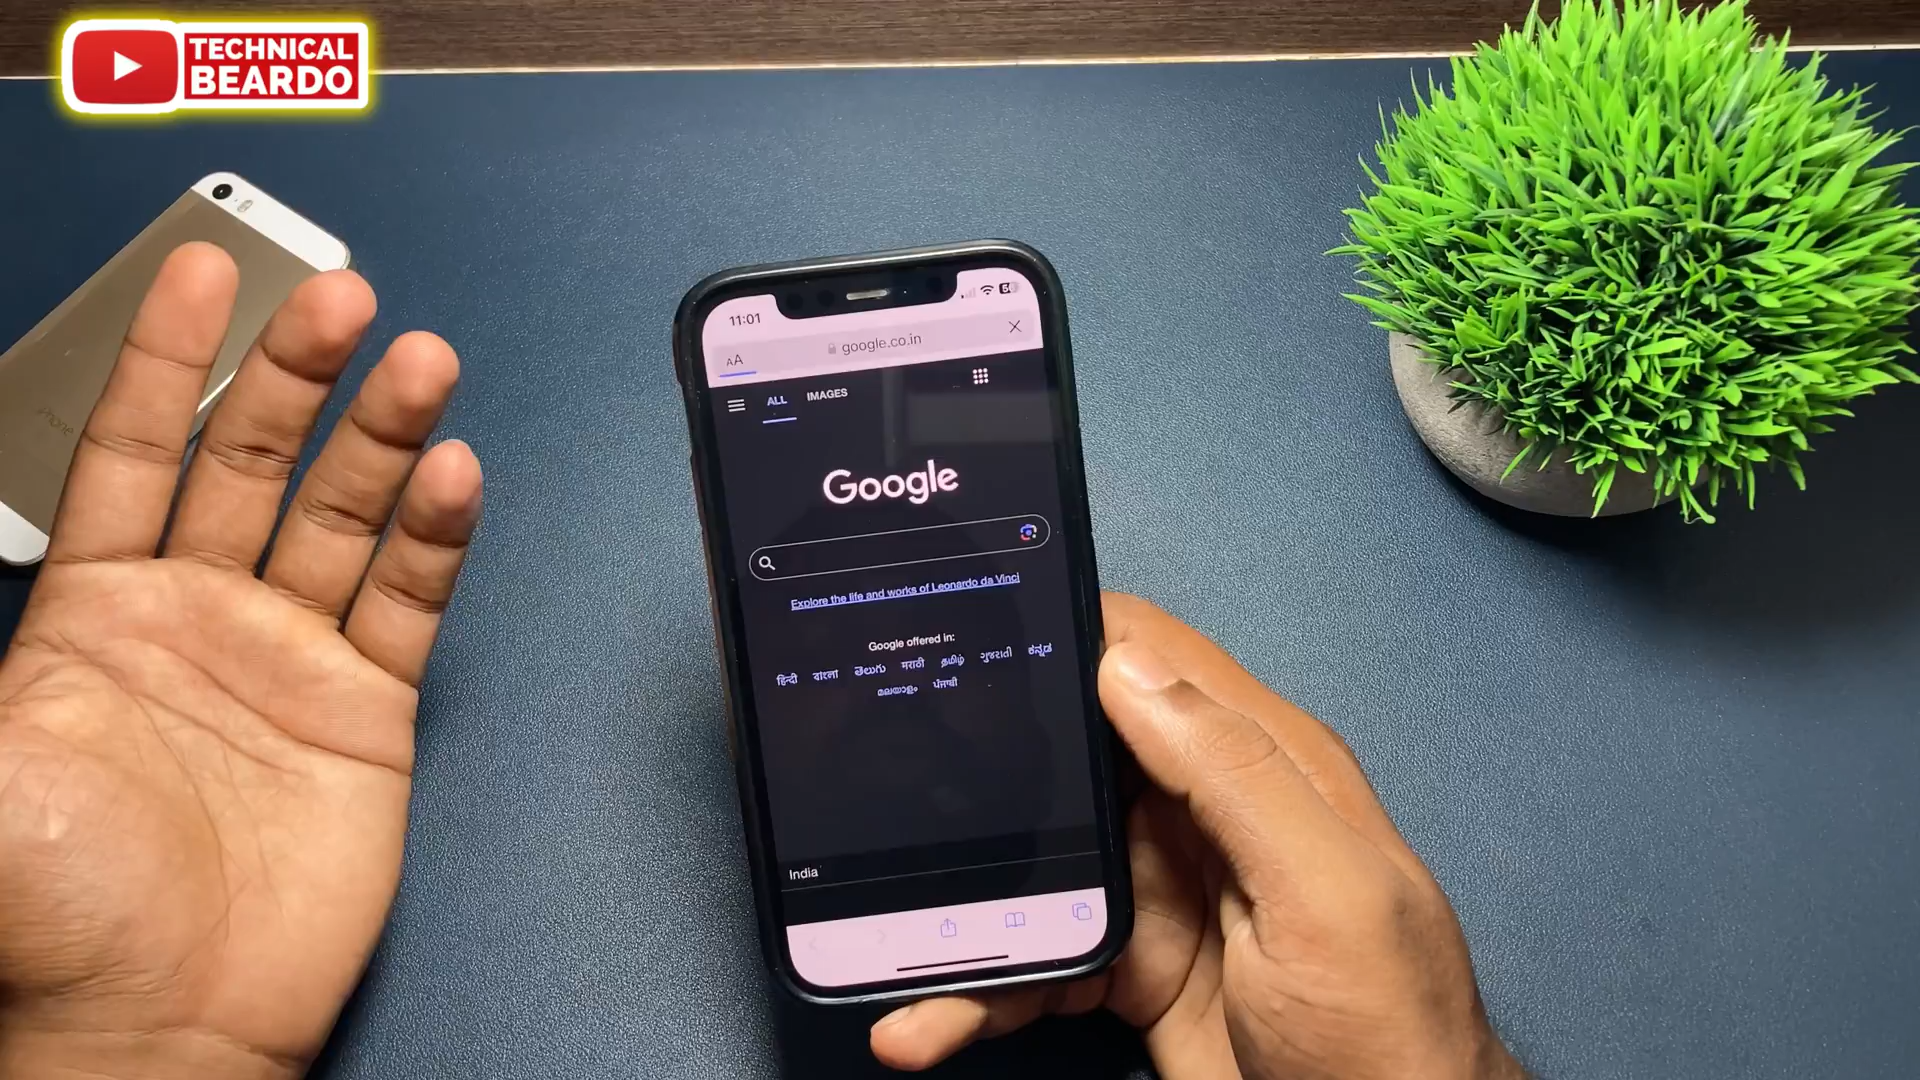 TECHNICAL
BEARDO
iPhone
11:01
AA google.co.in
ALL IMAGES
Google
Explore the life and works of Leonardo da Vinci
Google offered in:
हिन्दी বাংলা తెలుగు मराठी தமிழ் ગુજરાતી ಕನ್ನಡ
മലയാളം ਪੰਜਾਬੀ
India